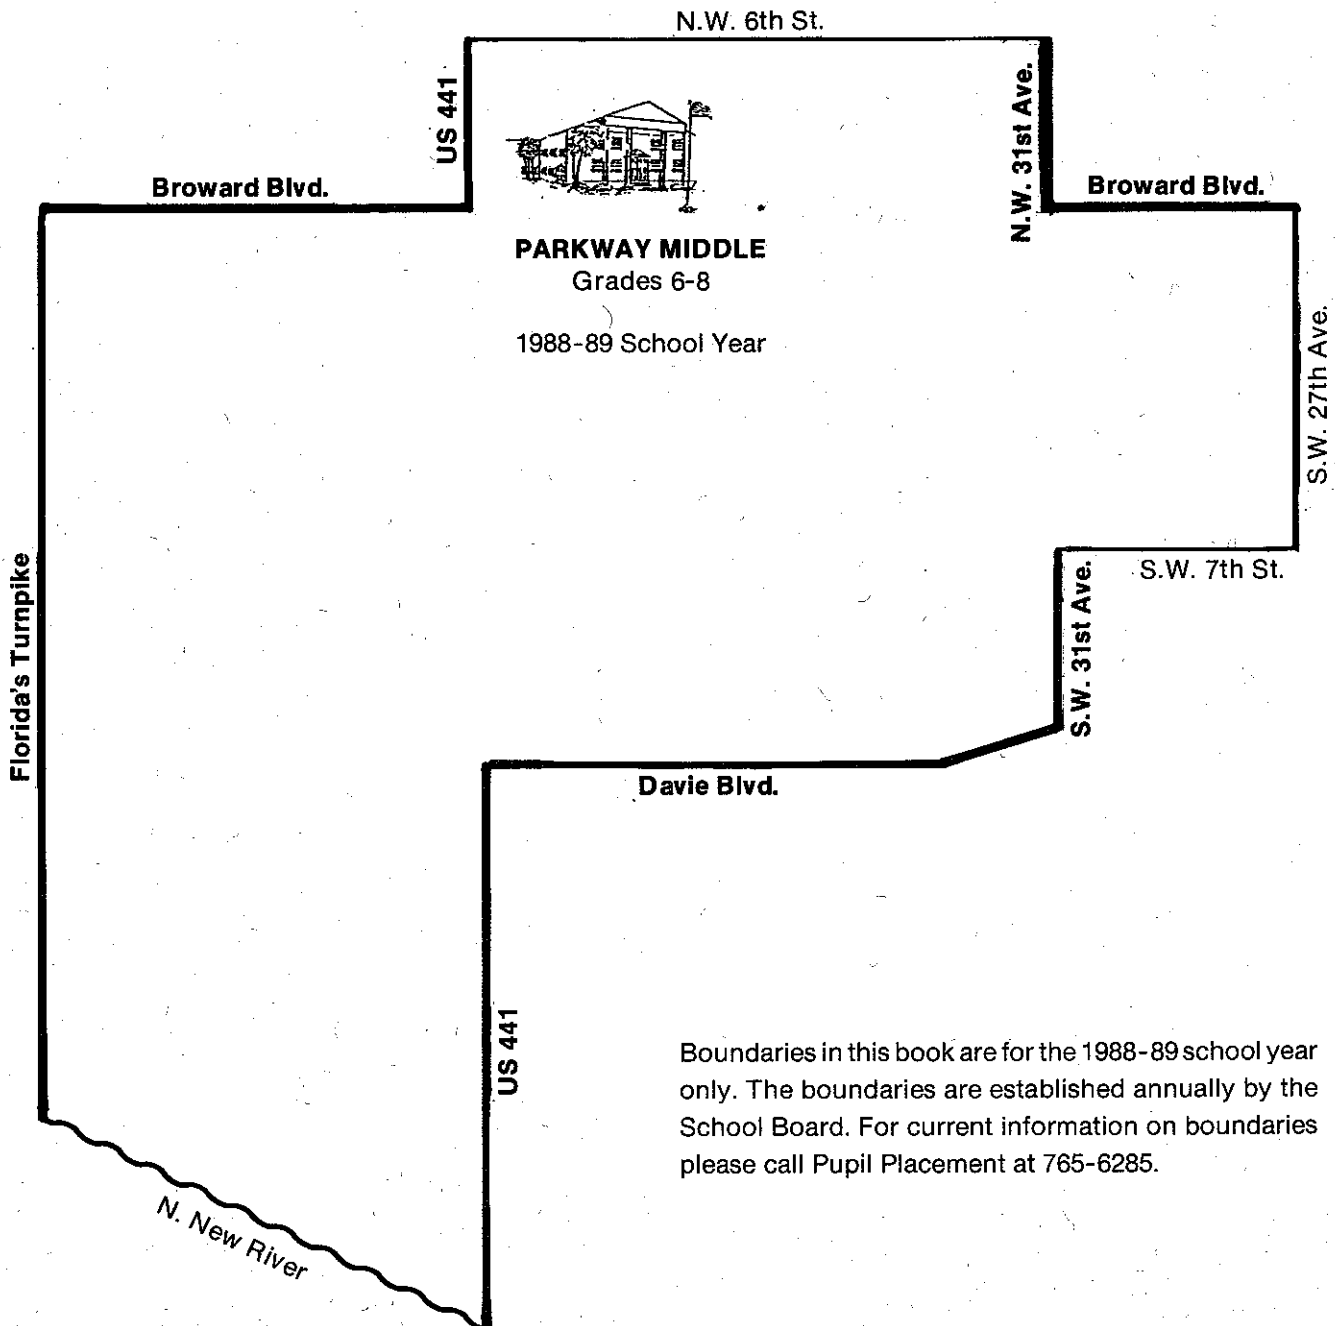 N.W. 6th St.
US 441
N.W. 31st Ave.
Broward Blvd.
Broward Blvd.
PARKWAY MIDDLE
Grades 6-8
1988-89 School Year
S.W. 27th Ave.
Florida's Turnpike
S.W. 7th St.
S.W. 31st Ave.
Davie Blvd.
US 441
Boundaries in this book are for the 1988-89 school year
only. The boundaries are established annually by the
School Board. For current information on boundaries
please call Pupil Placement at 765-6285.
N. New River